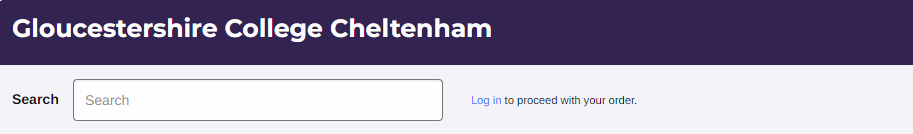 Gloucestershire College Cheltenham
Search Search Log in to proceed with your order.